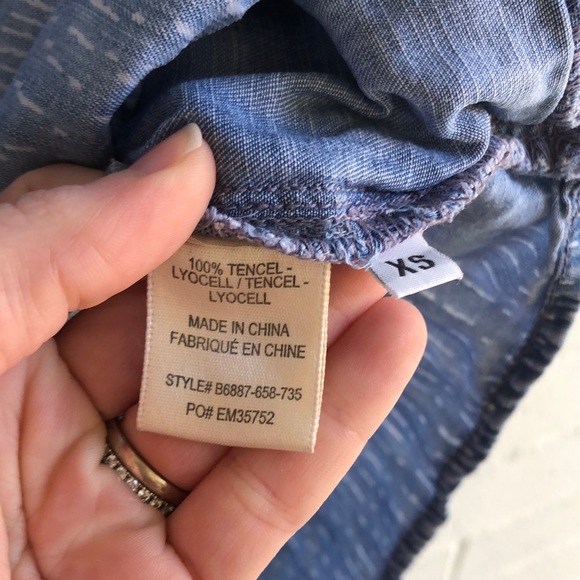 100% TENCEL -
LYOCELL / TENCEL -
LYOCELL
MADE IN CHINA
FABRIQUÉ EN CHINE
STYLE# B6887-658-735
PO# EM35752
XS